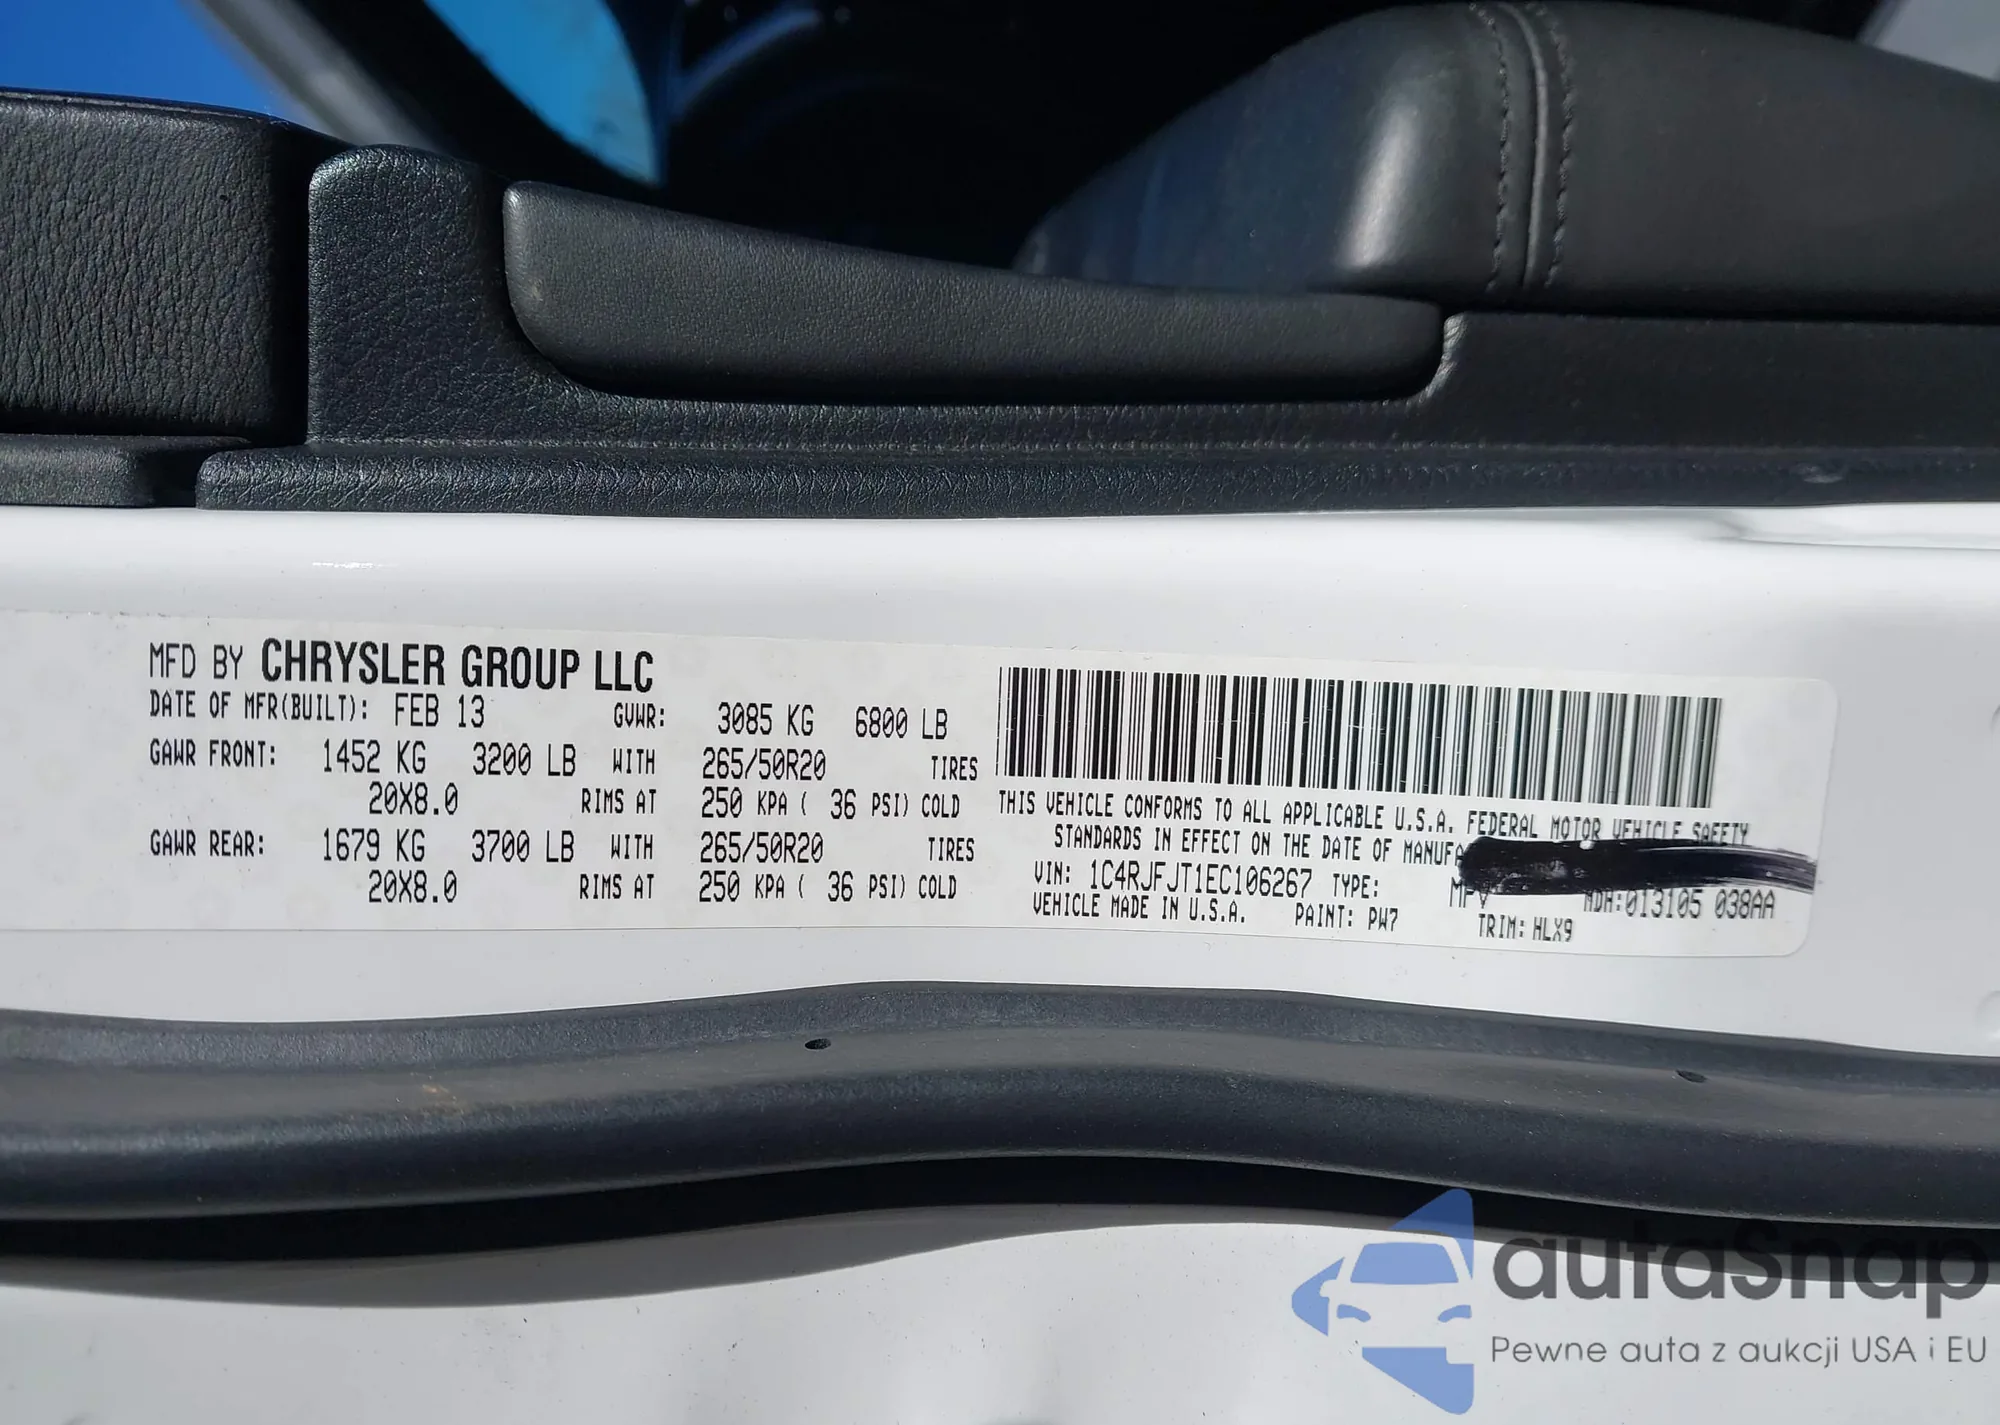 MFD BY CHRYSLER GROUP LLC
DATE OF MFR(BUILT): FEB 13 GVWR: 3085 KG 6800 LB
GAWR FRONT: 1452 KG 3200 LB WITH 265/50R20 TIRES
20X8.0 RIMS AT 250 KPA ( 36 PSI) COLD
GAWR REAR: 1679 KG 3700 LB WITH 265/50R20 TIRES
20X8.0 RIMS AT 250 KPA ( 36 PSI) COLD
THIS VEHICLE CONFORMS TO ALL APPLICABLE U.S.A. FEDERAL MOTOR VEHICLE SAFETY
STANDARDS IN EFFECT ON THE DATE OF
VIN: 1C4RJFJT1EC106267 TYPE: MPV MDH:013105 038AA
VEHICLE MADE IN U.S.A. PAINT: PW7 TRIM: HLX9
autaSnap
Pewne auta z aukcji USA i EU